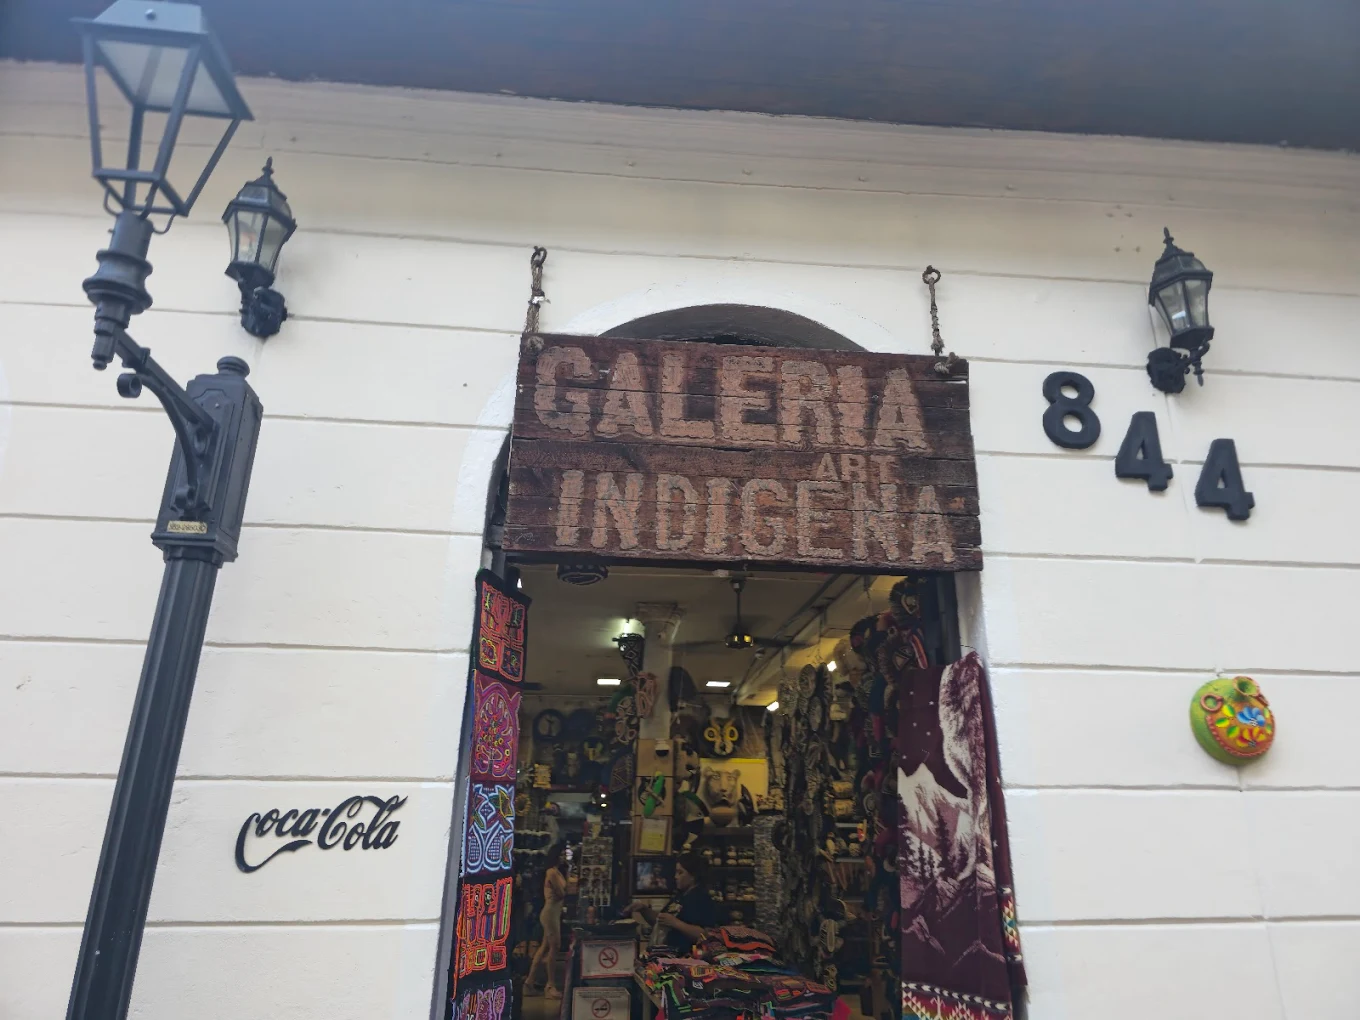 GALERIA
ART
INDIGENA
844
Coca-Cola